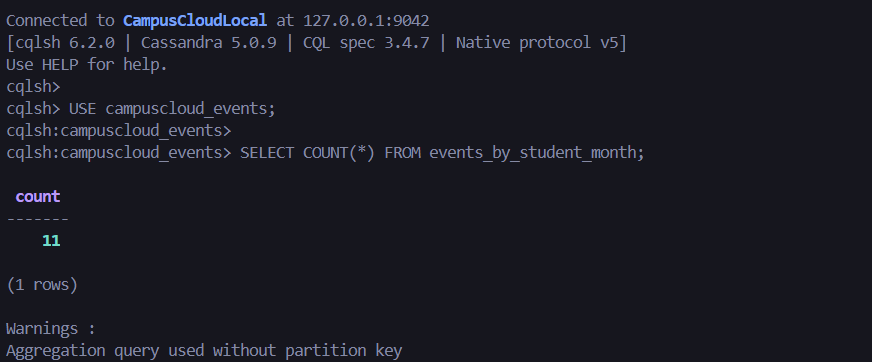 Connected to CampusCloudLocal at 127.0.0.1:9042
[cqlsh 6.2.0 | Cassandra 5.0.9 | CQL spec 3.4.7 | Native protocol v5]
Use HELP for help.
cqlsh>
cqlsh> USE campuscloud_events;
cqlsh:campuscloud_events>
cqlsh:campuscloud_events> SELECT COUNT(*) FROM events_by_student_month;
count
-------
11
(1 rows)
Warnings :
Aggregation query used without partition key